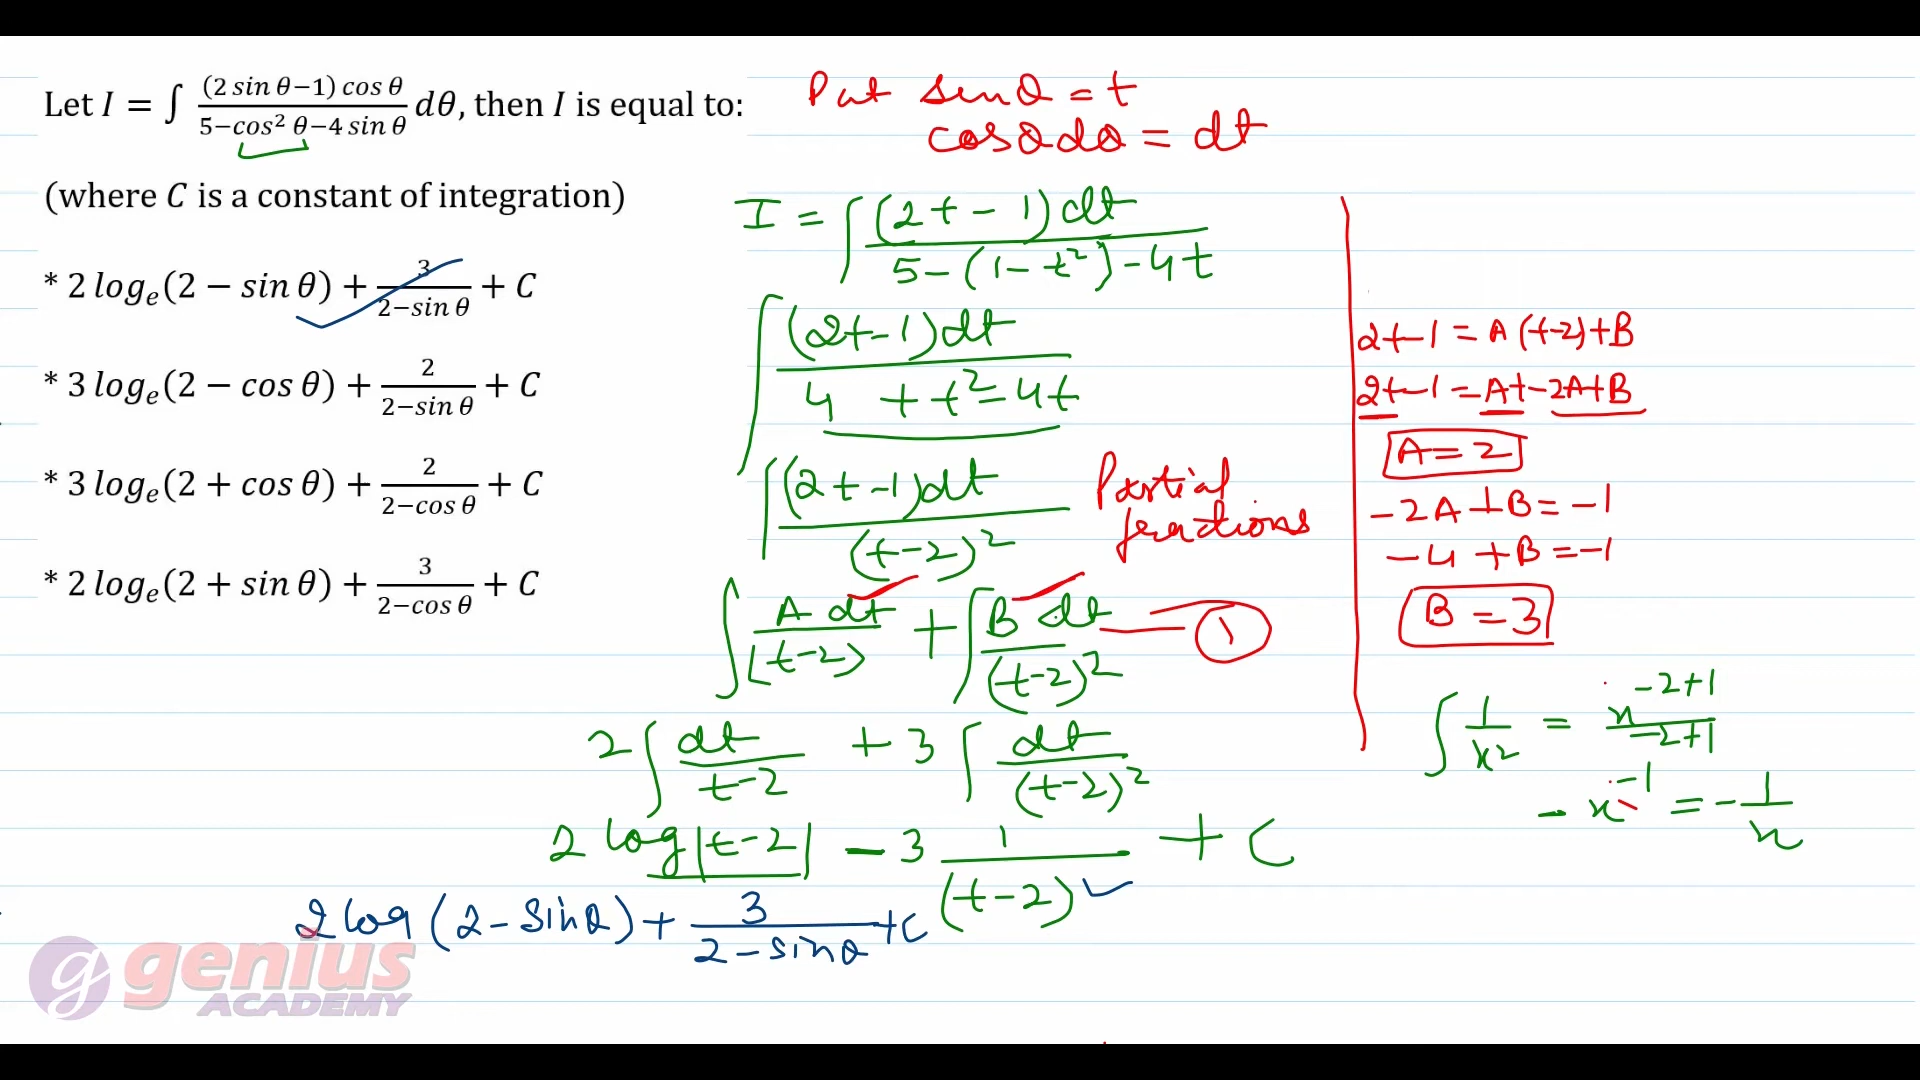 Let I = ∫ (2 sin θ−1) cos θ / 5−cos² θ−4 sin θ dθ, then I is equal to:
(where C is a constant of integration)
* 2 logₑ(2 − sin θ) + 3/2−sin θ + C
* 3 logₑ(2 − cos θ) + 2/2−sin θ + C
* 3 logₑ(2 + cos θ) + 2/2−cos θ + C
* 2 logₑ(2 + sin θ) + 3/2−cos θ + C
Put sinθ = t
cosθdθ = dt
I = ∫ (2t − 1)dt / 5 − (1 − t²) − 4t
∫ (2t−1)dt / 4 + t² − 4t
∫ (2t−1)dt / (t−2)² Partial fractions
∫ A dt / (t−2) + ∫ B dt / (t−2)² — 1
2 ∫ dt / t−2 + 3 ∫ dt / (t−2)²
2 log|t−2| − 3 1/(t−2) + C
2 log (2 − sinθ) + 3/2−sinθ + C
2t−1 = A(t−2)+B
2t−1 = At−2A+B
A = 2
−2A+B = −1
−4 + B = −1
B = 3
∫ 1/x² = x⁻²⁺¹/−2+1
− x⁻¹ = − 1/x
g genius
ACADEMY